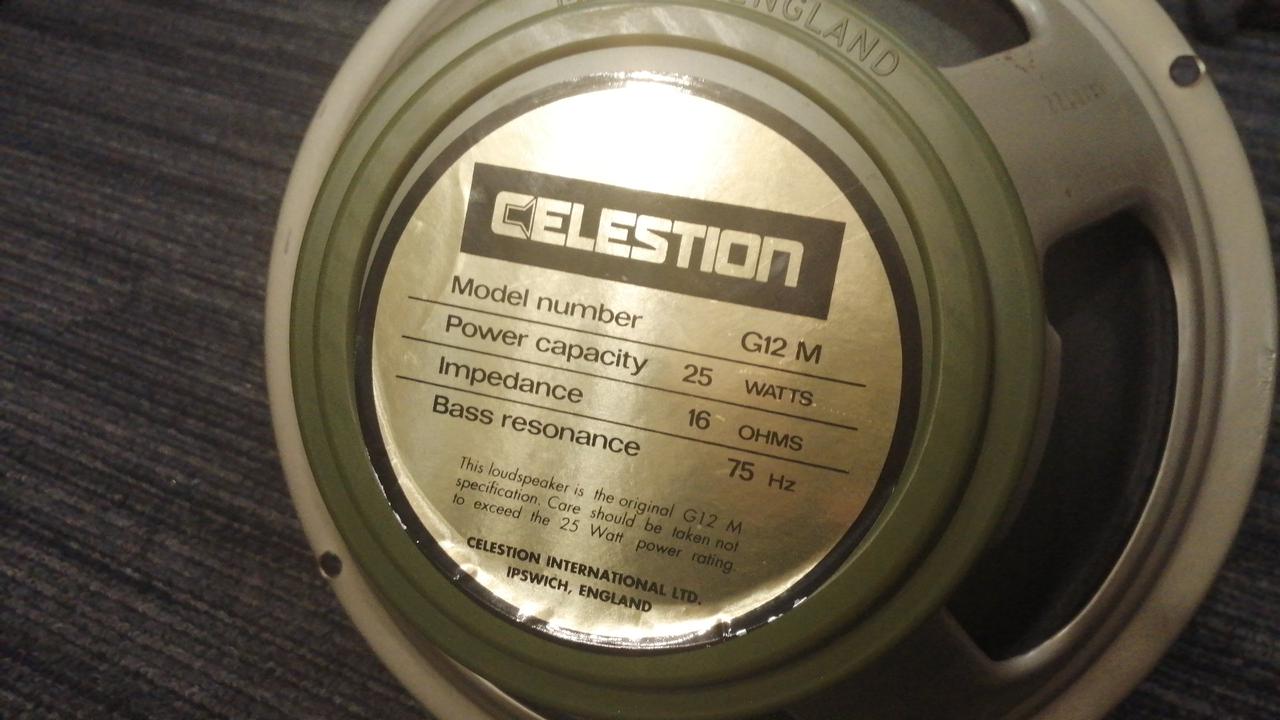 ENGLAND
CELESTION
Model number G12 M
Power capacity 25 WATTS
Impedance 16 OHMS
Bass resonance 75 Hz
This loudspeaker is the original G12 M
specification. Care should be taken not
to exceed the 25 Watt power rating.
CELESTION INTERNATIONAL LTD.
IPSWICH, ENGLAND